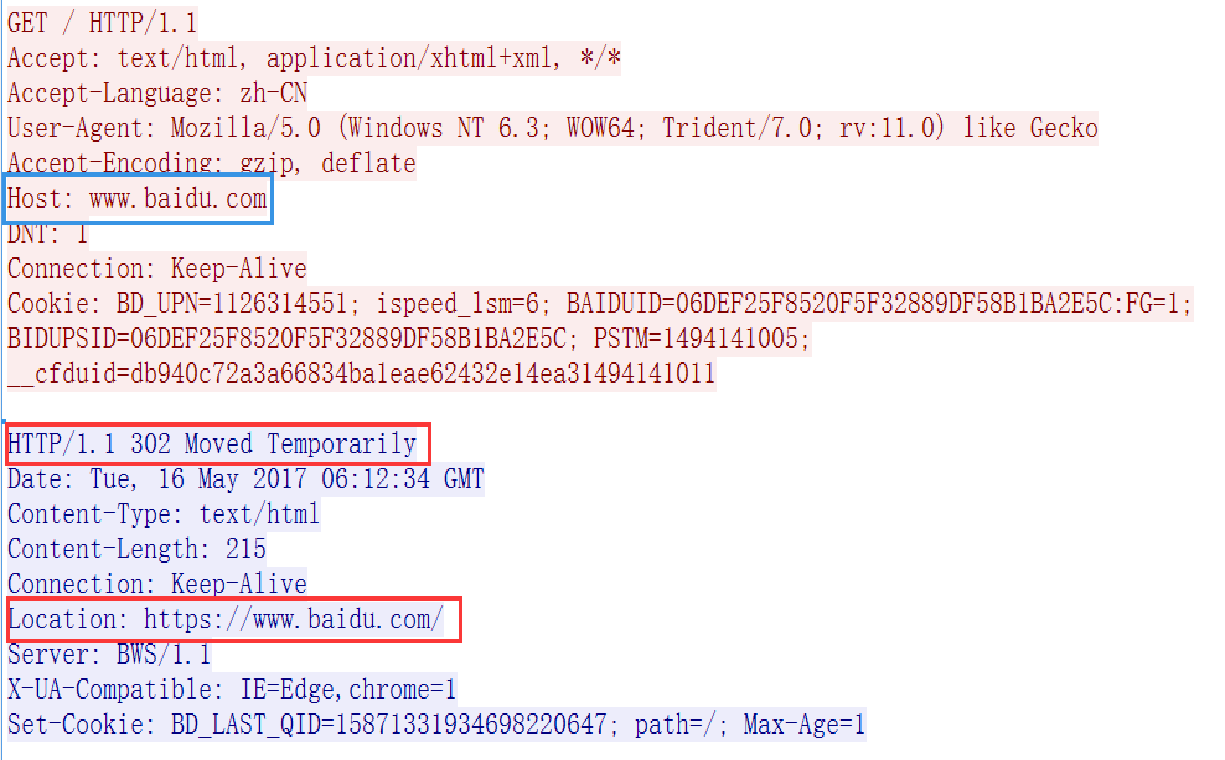 GET / HTTP/1.1
Accept: text/html, application/xhtml+xml, */*
Accept-Language: zh-CN
User-Agent: Mozilla/5.0 (Windows NT 6.3; WOW64; Trident/7.0; rv:11.0) like Gecko
Accept-Encoding: gzip, deflate
Host: www.baidu.com
DNT: 1
Connection: Keep-Alive
Cookie: BD_UPN=1126314551; ispeed_lsm=6; BAIDUID=06DEF25F8520F5F32889DF58B1BA2E5C:FG=1;
BIDUPSID=06DEF25F8520F5F32889DF58B1BA2E5C; PSTM=1494141005;
__cfduid=db940c72a3a66834ba1eae62432e14ea31494141011
HTTP/1.1 302 Moved Temporarily
Date: Tue, 16 May 2017 06:12:34 GMT
Content-Type: text/html
Content-Length: 215
Connection: Keep-Alive
Location: https://www.baidu.com/
Server: BWS/1.1
X-UA-Compatible: IE=Edge,chrome=1
Set-Cookie: BD_LAST_QID=15871331934698220647; path=/; Max-Age=1